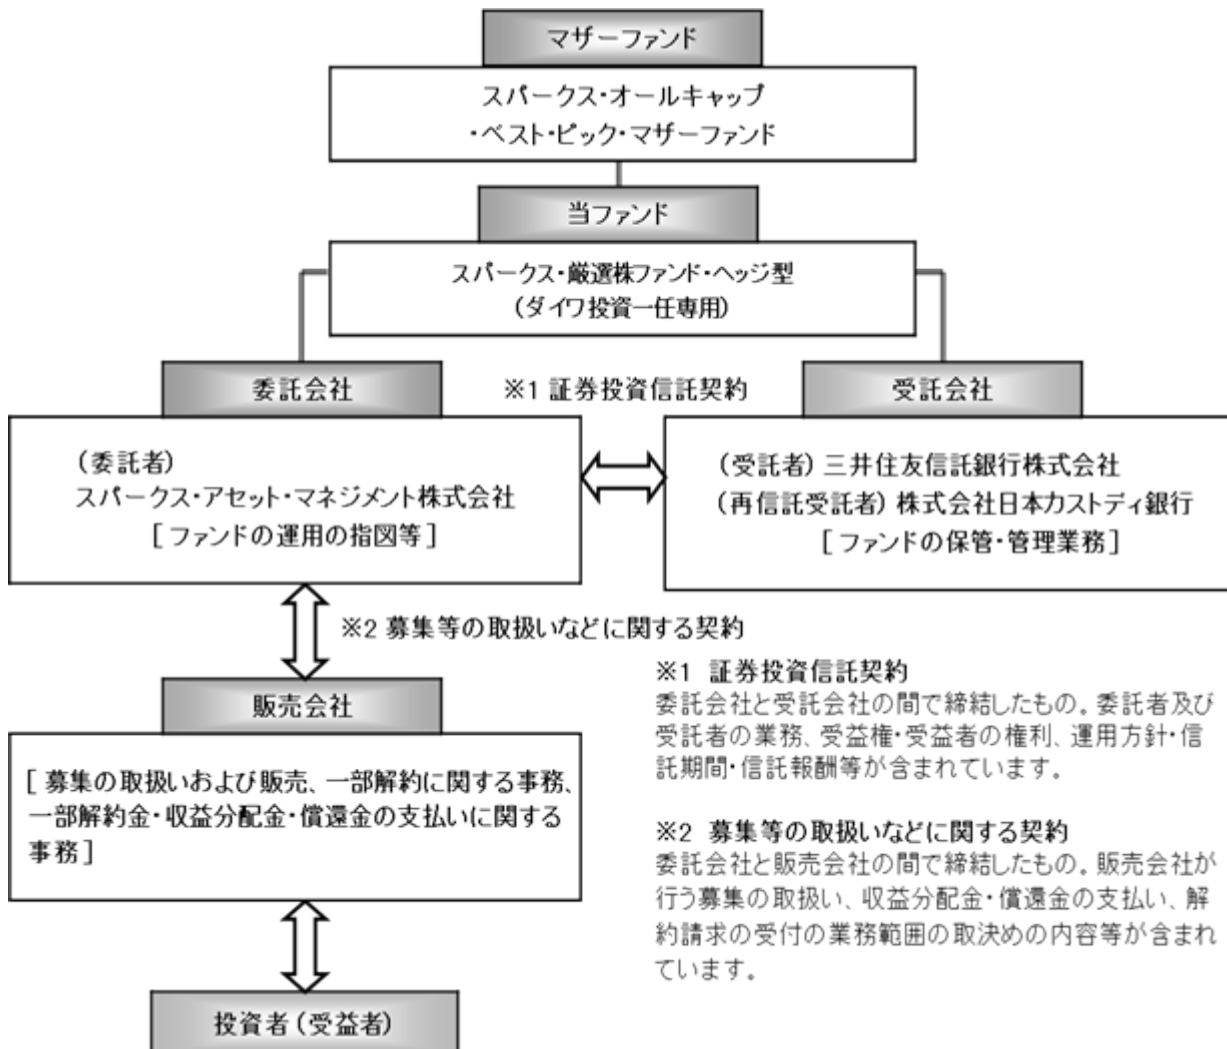 マザーファンド
スパークス・オールキャップ
・ベスト・ピック・マザーファンド
当ファンド
スパークス・厳選株ファンド・ヘッジ型
(ダイワ投資一任専用)
委託会社
※1 証券投資信託契約
受託会社
(委託者)
スパークス・アセット・マネジメント株式会社
[ファンドの運用の指図等]
(受託者) 三井住友信託銀行株式会社
(再信託受託者) 株式会社日本カストディ銀行
[ファンドの保管・管理業務]
※2 募集等の取扱いなどに関する契約
販売会社
[募集の取扱いおよび販売、一部解約に関する事務、
一部解約金・収益分配金・償還金の支払いに関する
事務]
投資者(受益者)
※1 証券投資信託契約
委託会社と受託会社の間で締結したもの。委託者及び
受託者の業務、受益権・受益者の権利、運用方針・信
託期間・信託報酬等が含まれています。
※2 募集等の取扱いなどに関する契約
委託会社と販売会社の間で締結したもの。販売会社が
行う募集の取扱い、収益分配金・償還金の支払い、解
約請求の受付の業務範囲の取決めの内容等が含まれ
ています。